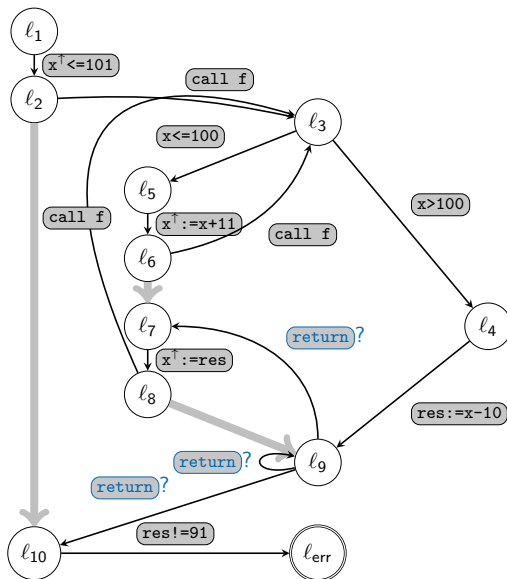 ℓ1
x↑<=101
ℓ2
call f
ℓ3
x<=100
ℓ5
x>100
call f
x↑:=x+11
call f
ℓ6
ℓ7
return?
ℓ4
x↑:=res
ℓ8
res:=x-10
return?
ℓ9
return?
res!=91
ℓ10
ℓerr